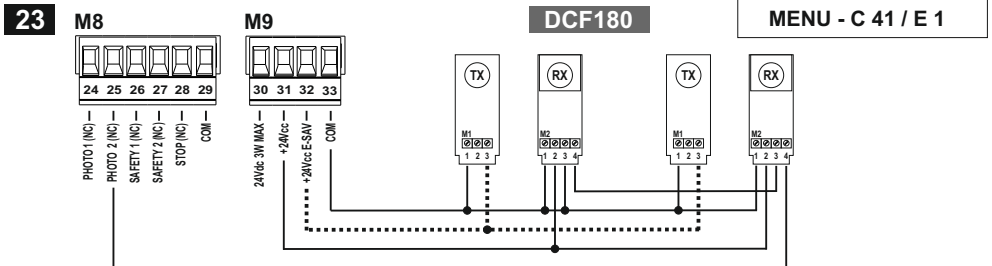 23 M8 M9 DCF180 MENU - C 41 / E 1
24 25 26 27 28 29
PHOTO 1 (NC)
PHOTO 2 (NC)
SAFETY 1 (NC)
SAFETY 2 (NC)
STOP (NC)
COM
30 31 32 33
24Vdc 3W MAX
+24Vcc
+24Vcc E-SAV
COM
TX
M1
1 2 3
RX
M2
1 2 3 4
TX
M1
1 2 3
RX
M2
1 2 3 4